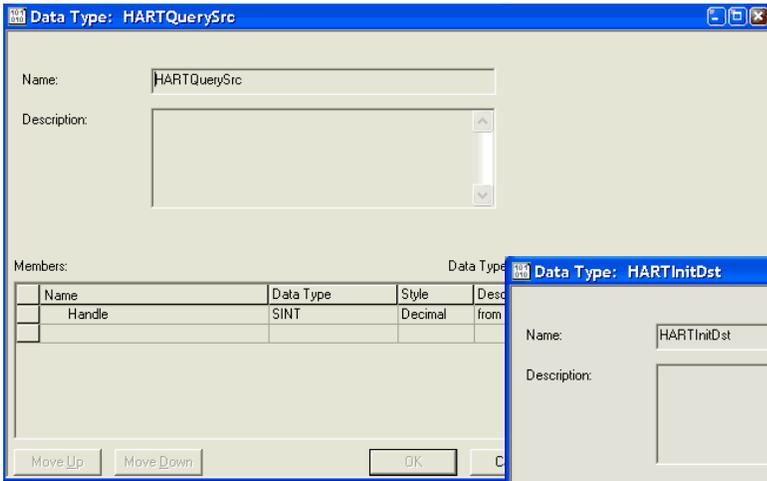 Data Type: HARTQuerySrc
Name: HARTQuerySrc
Description:
Members: Data Type
Name Data Type Style Desc
Handle SINT Decimal from
Move Up Move Down OK C
Data Type: HARTInitDst
Name: HARTInitDst
Description: